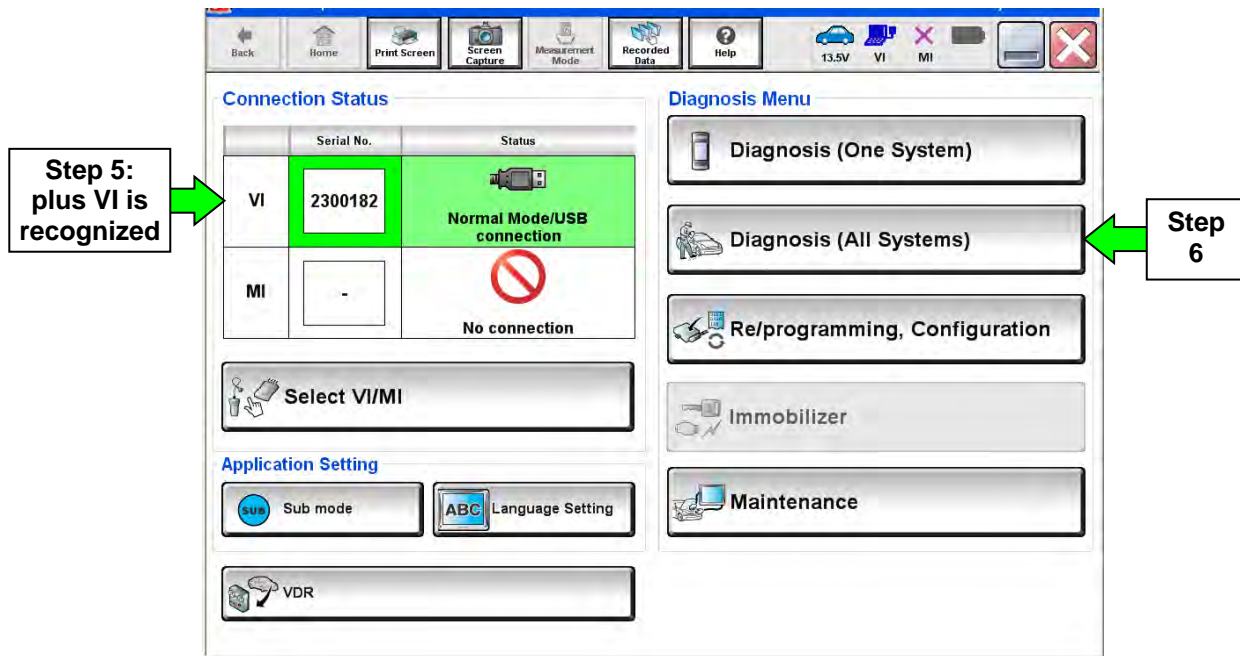 Back
Home
Print Screen
Screen
Capture
Measurement
Mode
Recorded
Data
Help
13.5V
VI
MI
Connection Status
Serial No.
Status
VI
2300182
Normal Mode/USB
connection
MI
-
No connection
Select VI/MI
Application Setting
SUB
Sub mode
ABC
Language Setting
VDR
Diagnosis Menu
Diagnosis (One System)
Diagnosis (All Systems)
Re/programming, Configuration
Immobilizer
Maintenance
Step 5:
plus VI is
recognized
Step
6